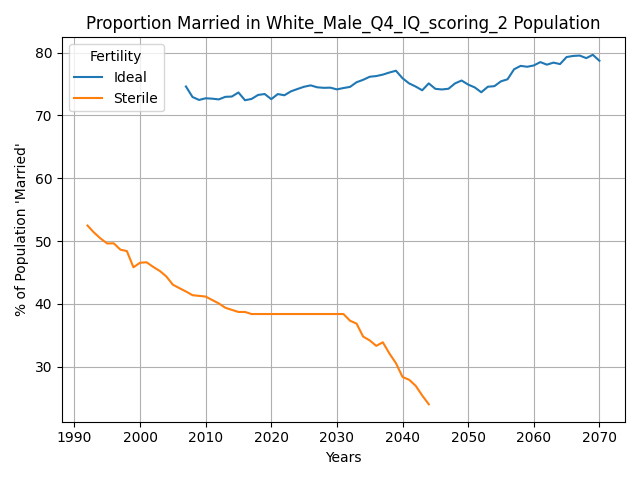 Proportion Married in White_Male_Q4_IQ_scoring_2 Population
% of Population 'Married'
80
70
60
50
40
30
Fertility
Ideal
Sterile
1990 2000 2010 2020 2030 2040 2050 2060 2070
Years